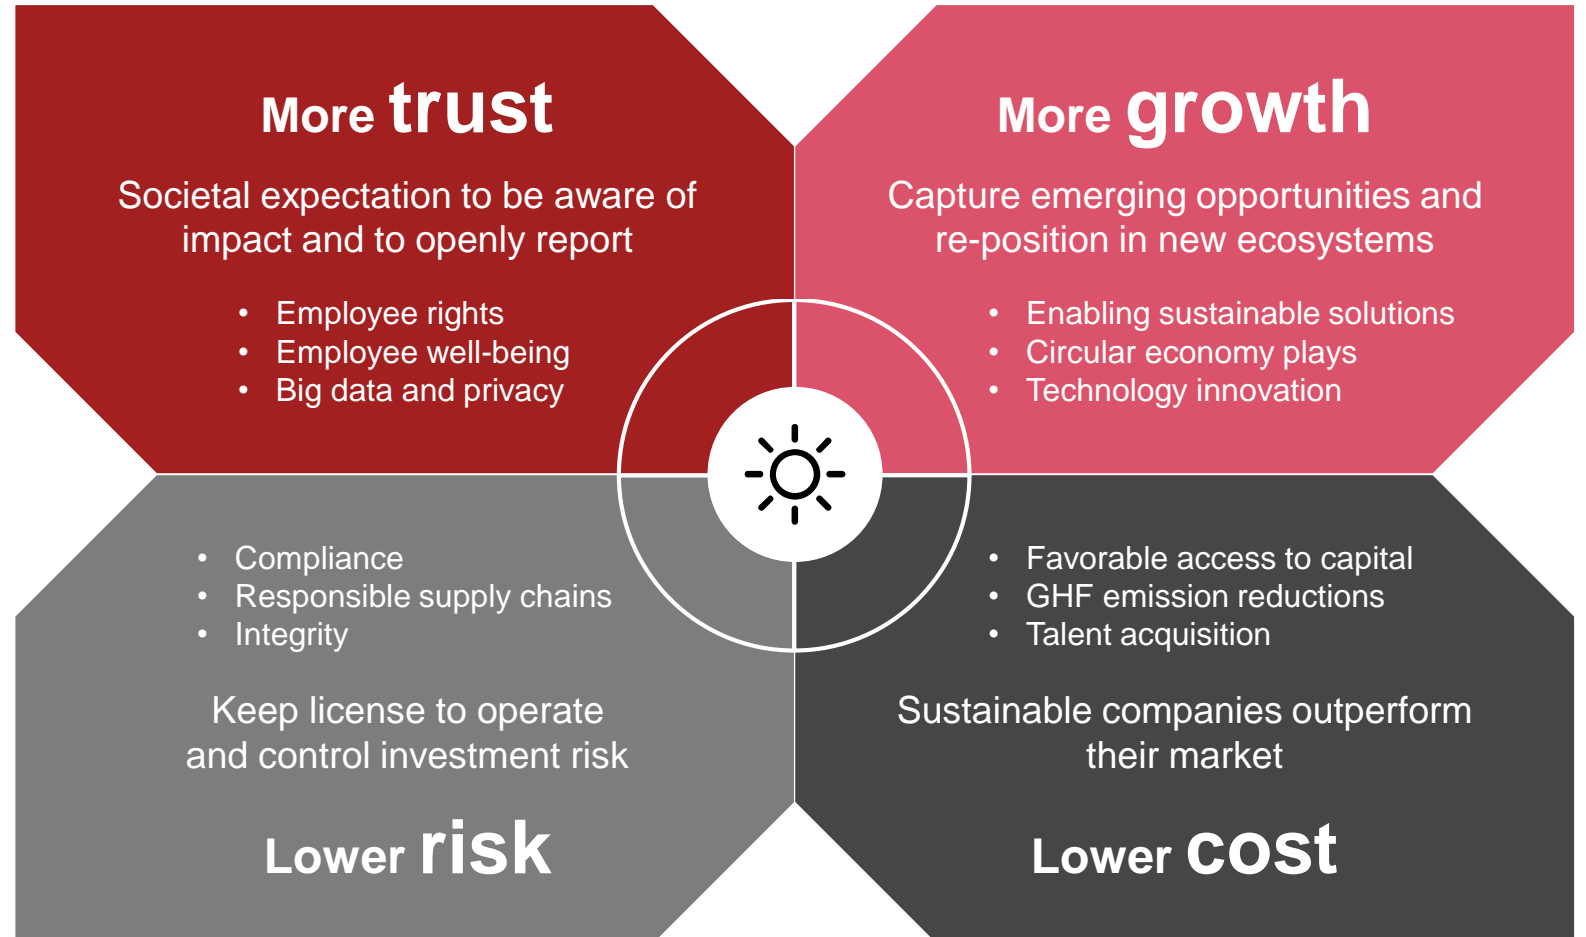 More trust
Societal expectation to be aware of
impact and to openly report
• Employee rights
• Employee well-being
• Big data and privacy
More growth
Capture emerging opportunities and
re-position in new ecosystems
• Enabling sustainable solutions
• Circular economy plays
• Technology innovation
• Compliance
• Responsible supply chains
• Integrity
Keep license to operate
and control investment risk
Lower risk
• Favorable access to capital
• GHF emission reductions
• Talent acquisition
Sustainable companies outperform
their market
Lower cost